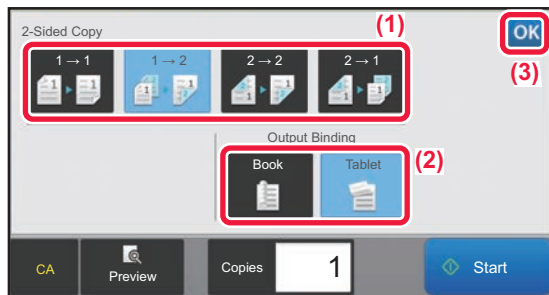 2-Sided Copy
(1)
OK
1 → 1
1 → 2
2 → 2
2 → 1
(3)
Output Binding
Book
Tablet
(2)
CA
Preview
Copies
1
Start